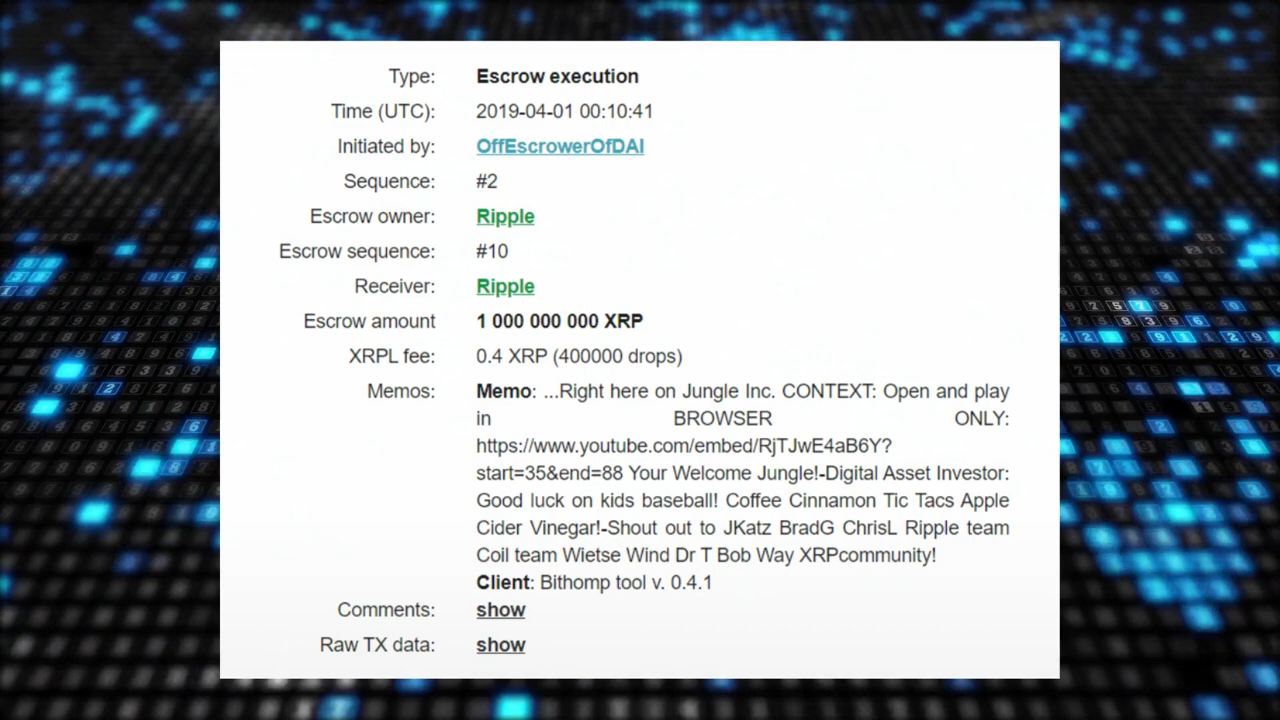 Type: Escrow execution
Time (UTC): 2019-04-01 00:10:41
Initiated by: OffEscrowerOfDAI
Sequence: #2
Escrow owner: Ripple
Escrow sequence: #10
Receiver: Ripple
Escrow amount 1 000 000 000 XRP
XRPL fee: 0.4 XRP (400000 drops)
Memos: Memo: ...Right here on Jungle Inc. CONTEXT: Open and play
in BROWSER ONLY:
https://www.youtube.com/embed/RjTJwE4aB6Y?
start=35&end=88 Your Welcome Jungle!-Digital Asset Investor:
Good luck on kids baseball! Coffee Cinnamon Tic Tacs Apple
Cider Vinegar!-Shout out to JKatz BradG ChrisL Ripple team
Coil team Wietse Wind Dr T Bob Way XRPcommunity!
Client: Bithomp tool v. 0.4.1
Comments: show
Raw TX data: show